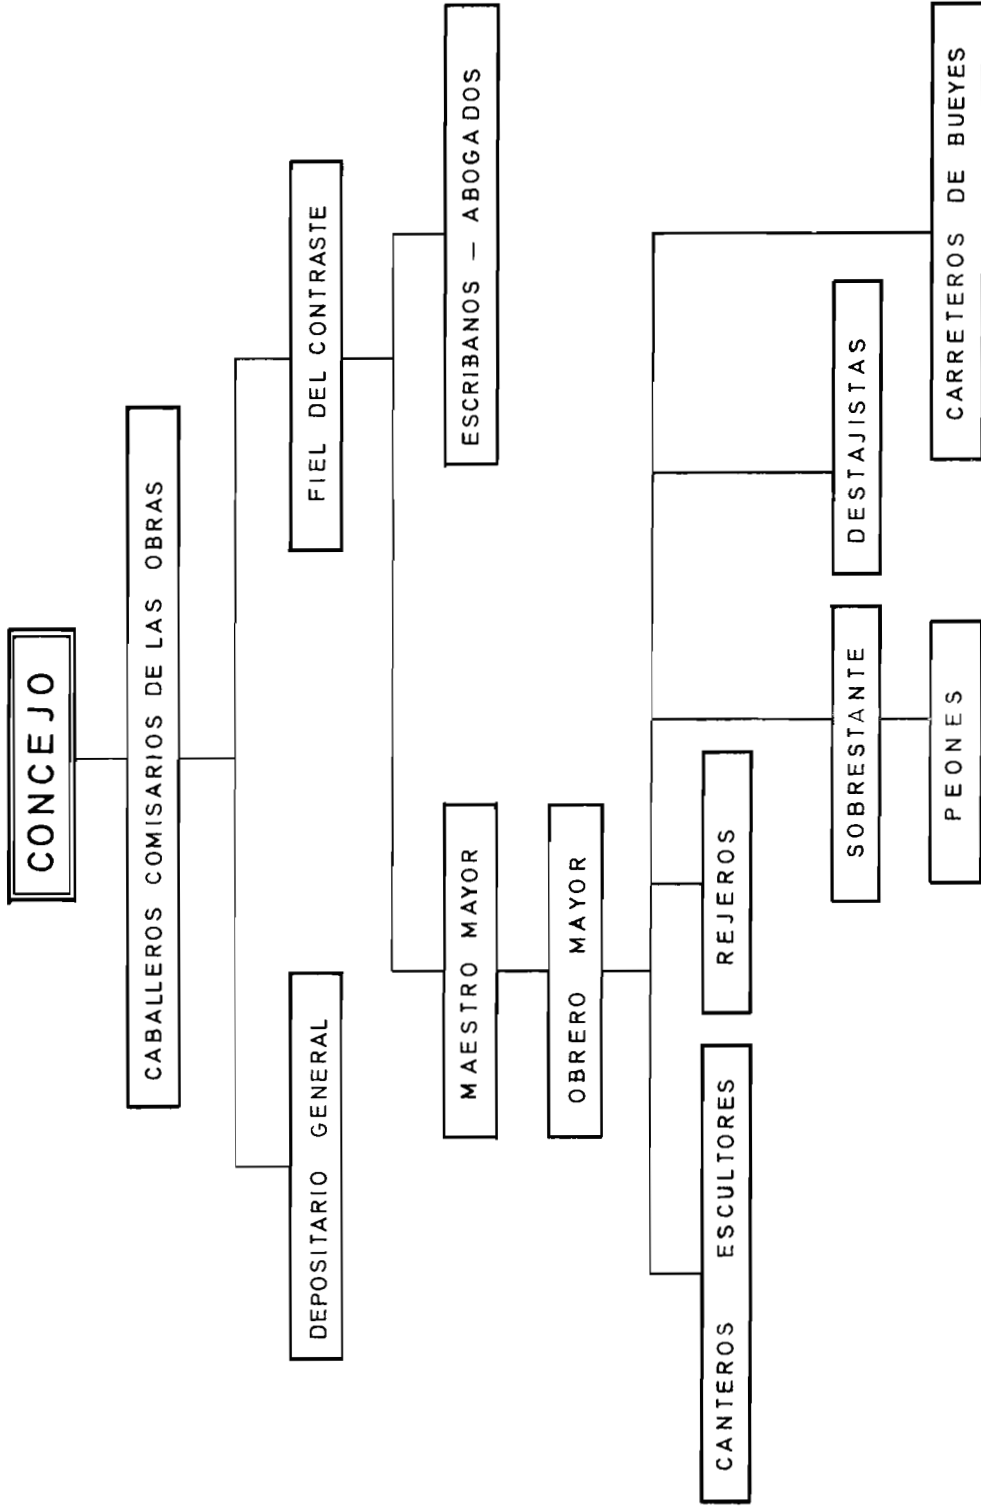 CONCEJO
CABALLEROS COMISARIOS DE LAS OBRAS
DEPOSITARIO GENERAL
FIEL DEL CONTRASTE
MAESTRO MAYOR
ESCRIBANOS — ABOGADOS
OBRERO MAYOR
CANTEROS ESCULTORES
REJEROS
SOBRESTANTE
DESTAJISTAS
PEONES
CARRETEROS DE BUEYES